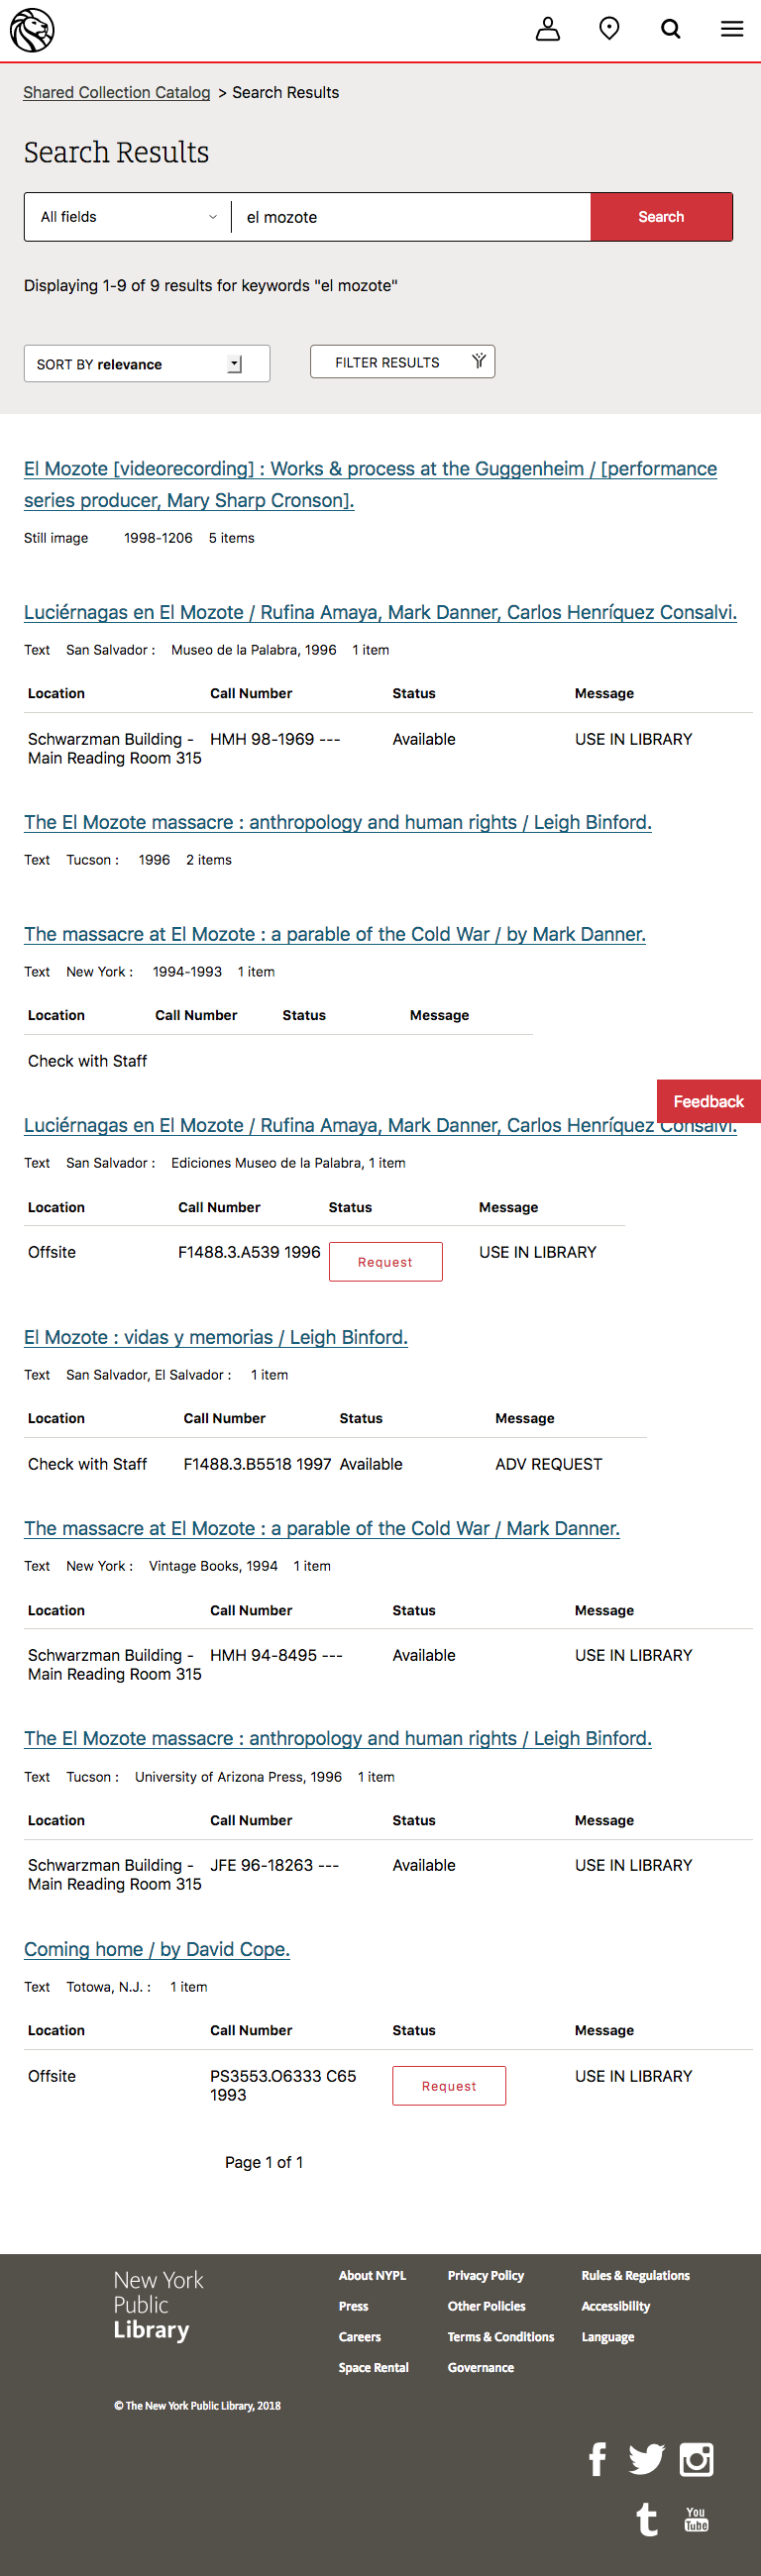 Shared Collection Catalog > Search Results
Search Results
All fields
el mozote
Search
Displaying 1-9 of 9 results for keywords "el mozote"
SORT BY relevance
FILTER RESULTS
El Mozote [videorecording] : Works & process at the Guggenheim / [performance
series producer, Mary Sharp Cronson].
Still image 1998-1206 5 items
Luciérnagas en El Mozote / Rufina Amaya, Mark Danner, Carlos Henríquez Consalvi.
Text San Salvador : Museo de la Palabra, 1996 1 item
Location Call Number Status Message
Schwarzman Building - HMH 98-1969 --- Available USE IN LIBRARY
Main Reading Room 315
The El Mozote massacre : anthropology and human rights / Leigh Binford.
Text Tucson : 1996 2 items
The massacre at El Mozote : a parable of the Cold War / by Mark Danner.
Text New York : 1994-1993 1 item
Location Call Number Status Message
Check with Staff
Feedback
Luciérnagas en El Mozote / Rufina Amaya, Mark Danner, Carlos Henríquez Consalvi.
Text San Salvador : Ediciones Museo de la Palabra, 1 item
Location Call Number Status Message
Offsite F1488.3.A539 1996 Request USE IN LIBRARY
El Mozote : vidas y memorias / Leigh Binford.
Text San Salvador, El Salvador : 1 item
Location Call Number Status Message
Check with Staff F1488.3.B5518 1997 Available ADV REQUEST
The massacre at El Mozote : a parable of the Cold War / Mark Danner.
Text New York : Vintage Books, 1994 1 item
Location Call Number Status Message
Schwarzman Building - HMH 94-8495 --- Available USE IN LIBRARY
Main Reading Room 315
The El Mozote massacre : anthropology and human rights / Leigh Binford.
Text Tucson : University of Arizona Press, 1996 1 item
Location Call Number Status Message
Schwarzman Building - JFE 96-18263 --- Available USE IN LIBRARY
Main Reading Room 315
Coming home / by David Cope.
Text Totowa, N.J. : 1 item
Location Call Number Status Message
Offsite PS3553.O6333 C65 Request USE IN LIBRARY
1993
Page 1 of 1
New York
Public
Library
About NYPL Privacy Policy Rules & Regulations
Press Other Policies Accessibility
Careers Terms & Conditions Language
Space Rental Governance
© The New York Public Library, 2018
You
Tube